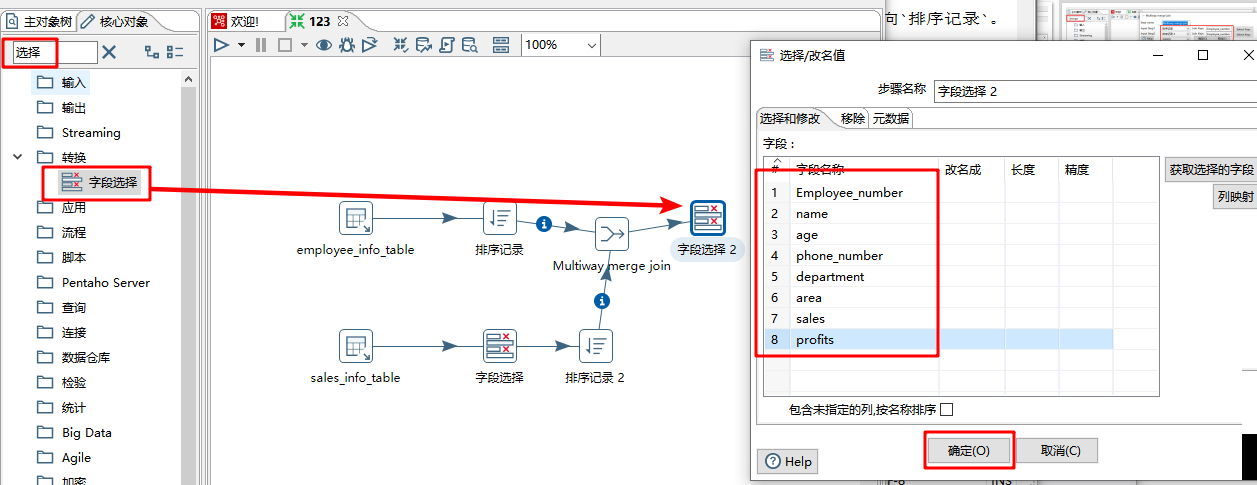 主对象树
核心对象
选择
输入
输出
Streaming
转换
字段选择
应用
流程
脚本
Pentaho Server
查询
连接
数据仓库
检验
统计
Big Data
Agile
加密
欢迎!
123
100%
employee_info_table
排序记录
Multiway merge join
字段选择 2
sales_info_table
字段选择
排序记录 2
向`排序记录`。
选择/改名值
步骤名称
字段选择 2
选择和修改
移除
元数据
字段：
# 字段名称 改名成 长度 精度
1 Employee_number
2 name
3 age
4 phone_number
5 department
6 area
7 sales
8 profits
获取选择的字段
列映射
包含未指定的列,按名称排序
Help
确定(O)
取消(C)
INS